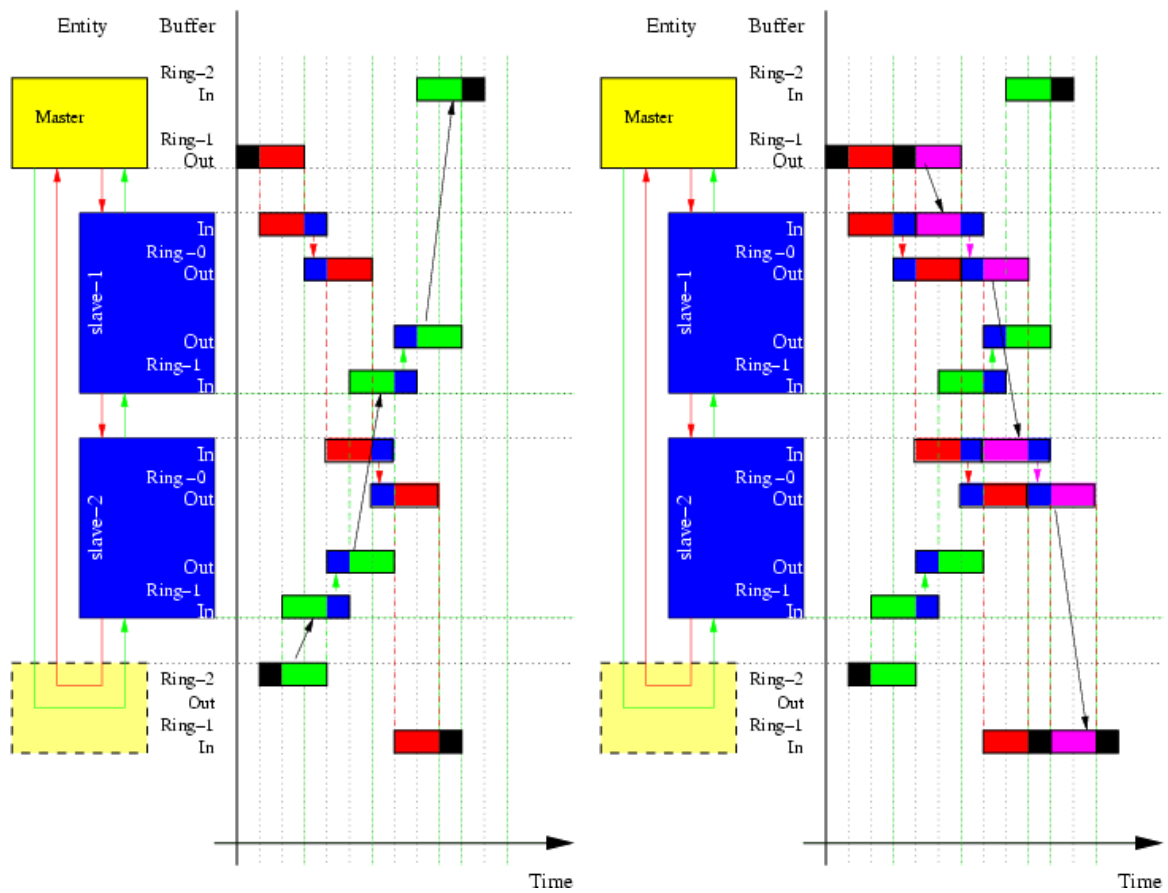 Entity Buffer Entity Buffer
Ring-2 Ring-2
In In
Master Master
Ring-1 Ring-1
Out Out
In In
Ring-0 Ring-0
Out Out
slave-1 slave-1
Out Out
Ring-1 Ring-1
In In
In In
Ring-0 Ring-0
Out Out
slave-2 slave-2
Out Out
Ring-1 Ring-1
In In
Ring-2 Ring-2
Out Out
Ring-1 Ring-1
In In
Time Time